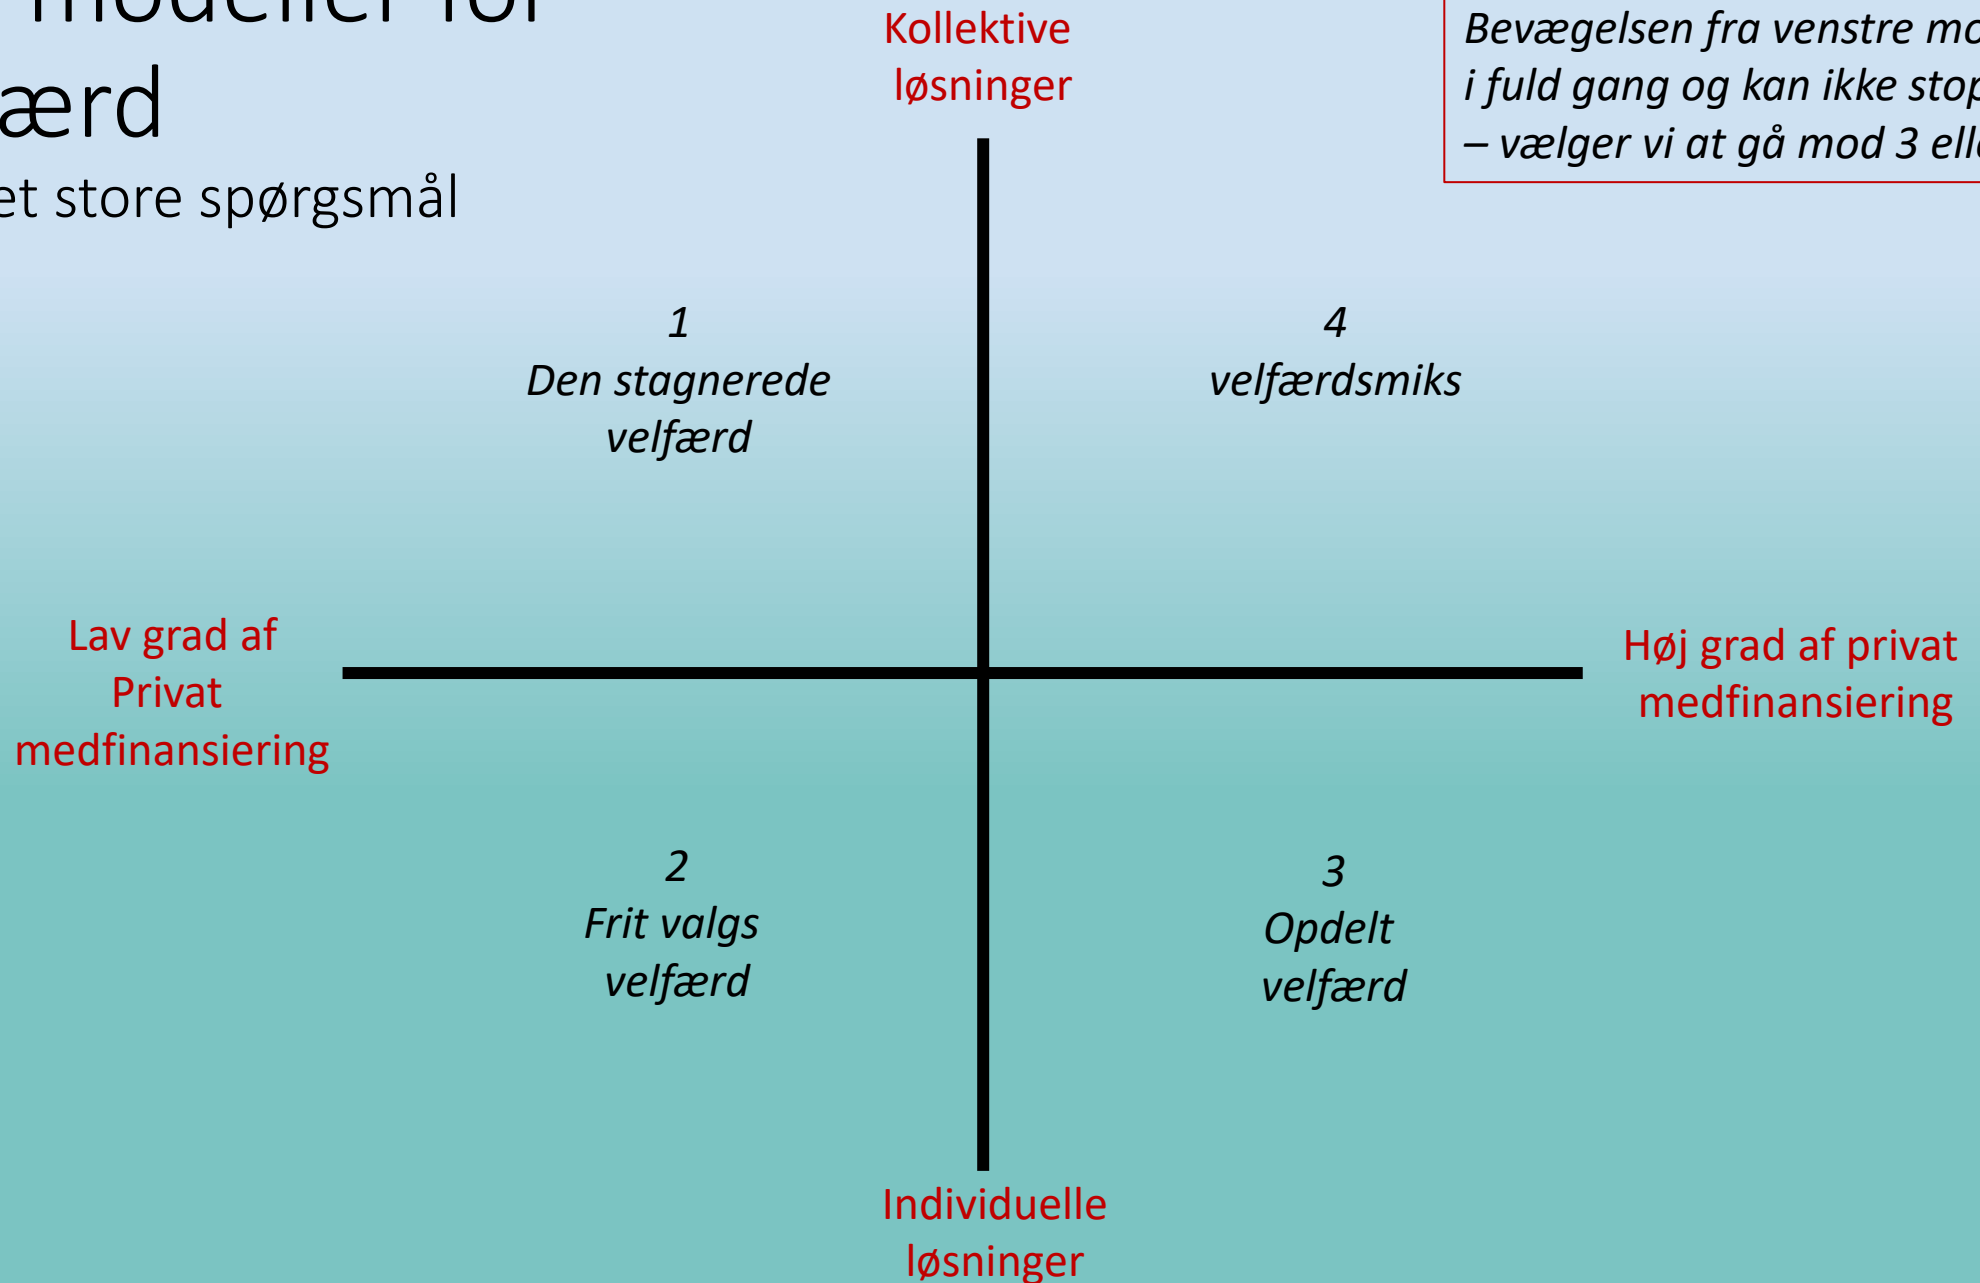 modeller for
ærd
et store spørgsmål
Kollektive
løsninger
Bevægelsen fra venstre mo
i fuld gang og kan ikke stop
– vælger vi at gå mod 3 elle
1
Den stagnerede
velfærd
4
velfærdsmiks
Lav grad af
Privat
medfinansiering
Høj grad af privat
medfinansiering
2
Frit valgs
velfærd
3
Opdelt
velfærd
Individuelle
løsninger